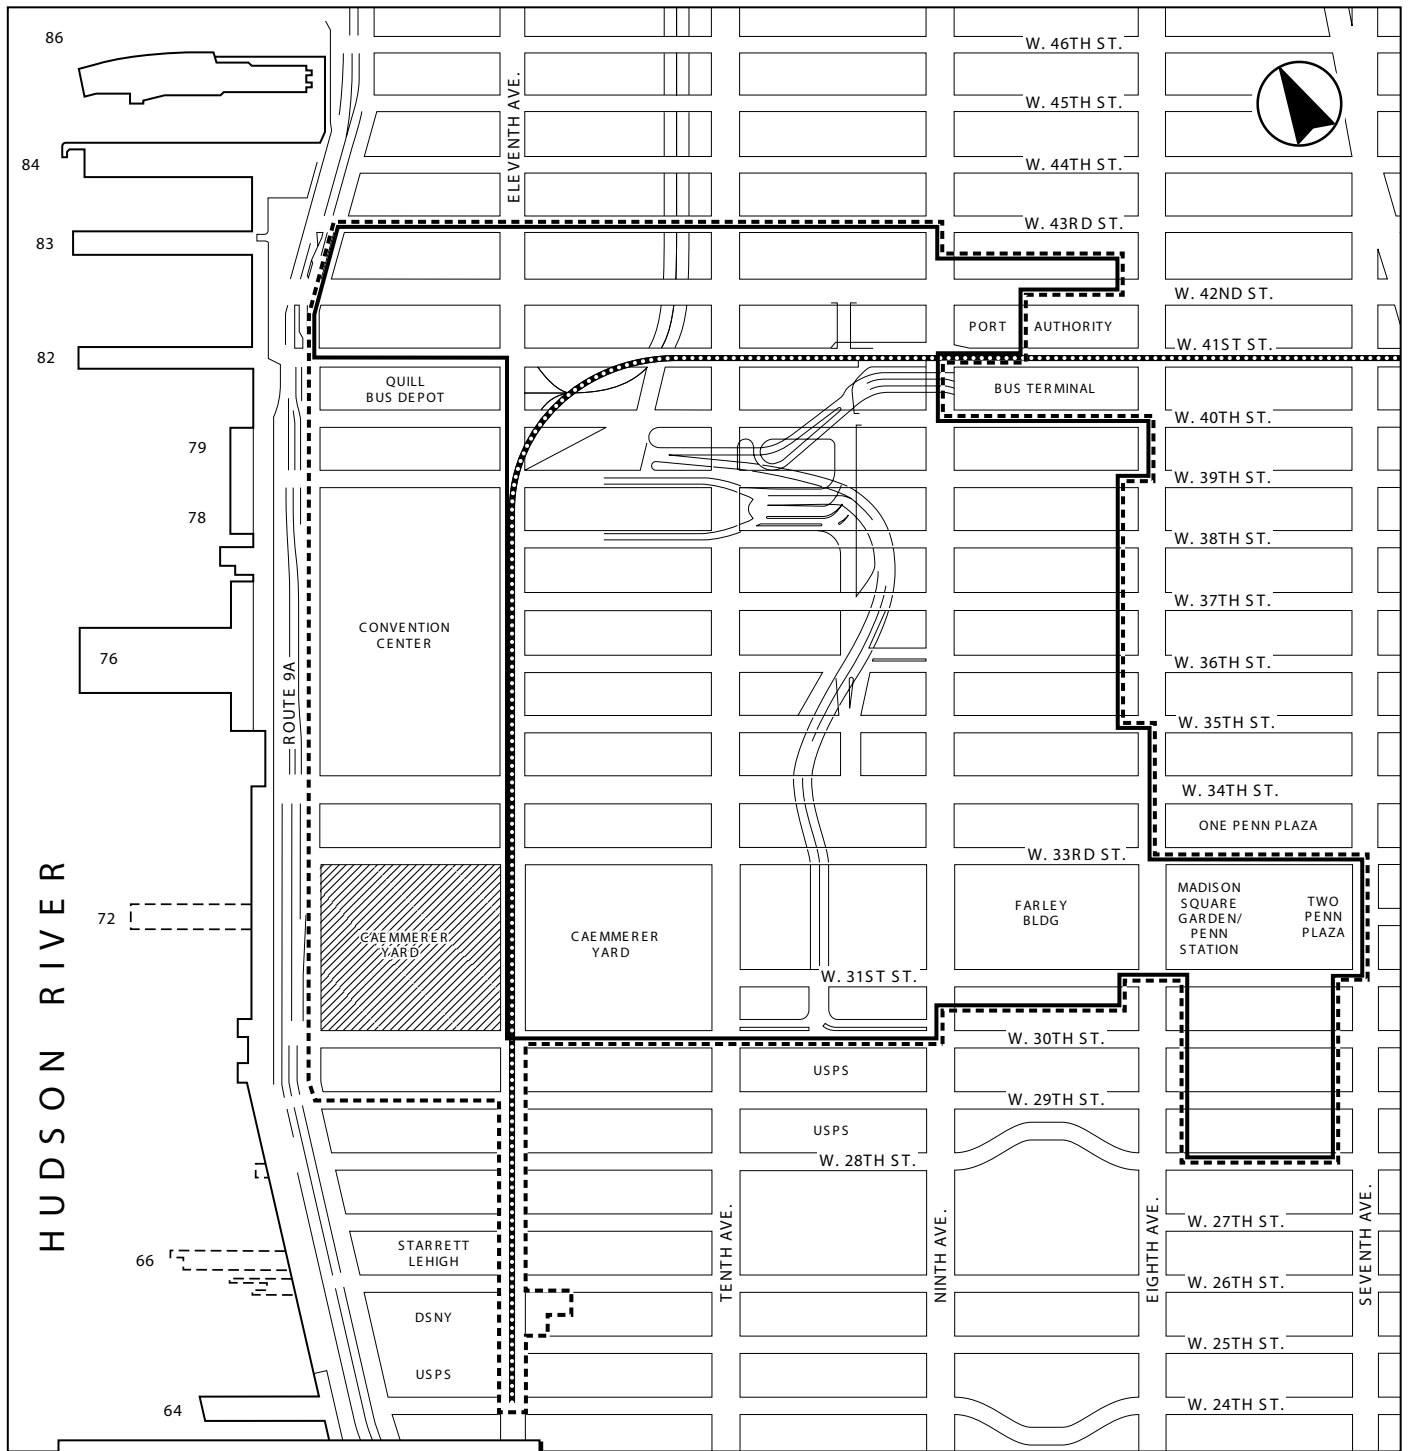 86
W. 46TH ST.
ELEVENTH AVE.
W. 45TH ST.
84
W. 44TH ST.
83
W. 43RD ST.
W. 42ND ST.
PORT AUTHORITY
W. 41ST ST.
82
QUILL
BUS DEPOT
BUS TERMINAL
W. 40TH ST.
79
W. 39TH ST.
78
W. 38TH ST.
W. 37TH ST.
CONVENTION
CENTER
76
W. 36TH ST.
ROUTE 9A
W. 35TH ST.
W. 34TH ST.
ONE PENN PLAZA
W. 33RD ST.
HUDSON RIVER
72
CAEMMERER
YARD
CAEMMERER
YARD
FARLEY
BLDG
MADISON
SQUARE
GARDEN/
PENN
STATION
TWO
PENN
PLAZA
W. 31ST ST.
W. 30TH ST.
USPS
W. 29TH ST.
USPS
W. 28TH ST.
TENTH AVE.
NINTH AVE.
EIGHTH AVE.
SEVENTH AVE.
W. 27TH ST.
STARRETT
LEHIGH
66
W. 26TH ST.
DSNY
W. 25TH ST.
USPS
64
W. 24TH ST.